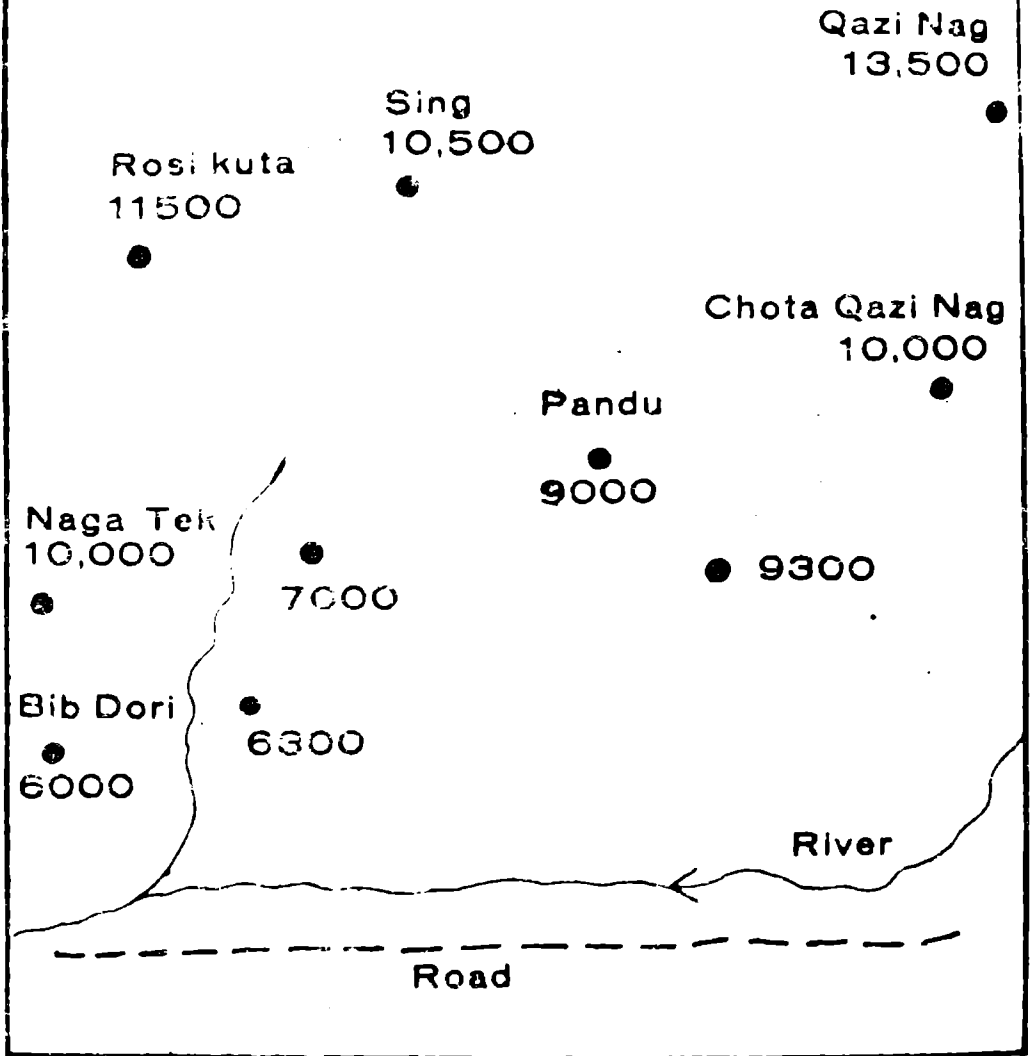 Qazi Nag
13,500
Sing
10,500
Rosi kuta
11500
Chota Qazi Nag
10,000
Pandu
9000
Naga Tek
10,000
7000
9300
Bib Dori
6000
6300
River
Road